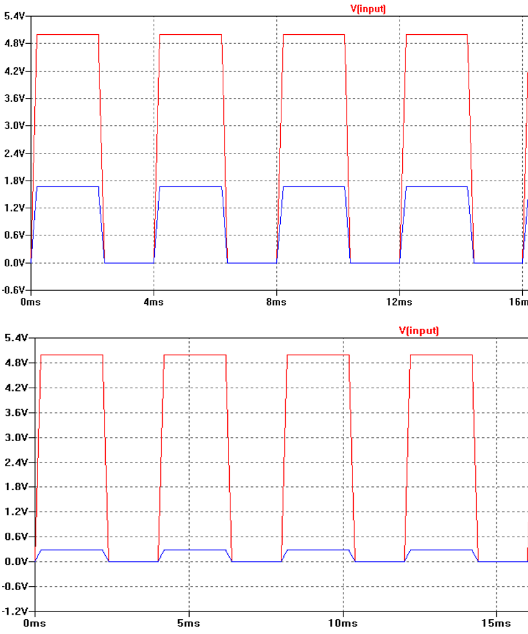 V(input)
5.4V
4.8V
4.2V
3.6V
3.0V
2.4V
1.8V
1.2V
0.6V
0.0V
-0.6V
0ms 4ms 8ms 12ms 16m
V(input)
5.4V
4.8V
4.2V
3.6V
3.0V
2.4V
1.8V
1.2V
0.6V
0.0V
-0.6V
-1.2V
0ms 5ms 10ms 15ms